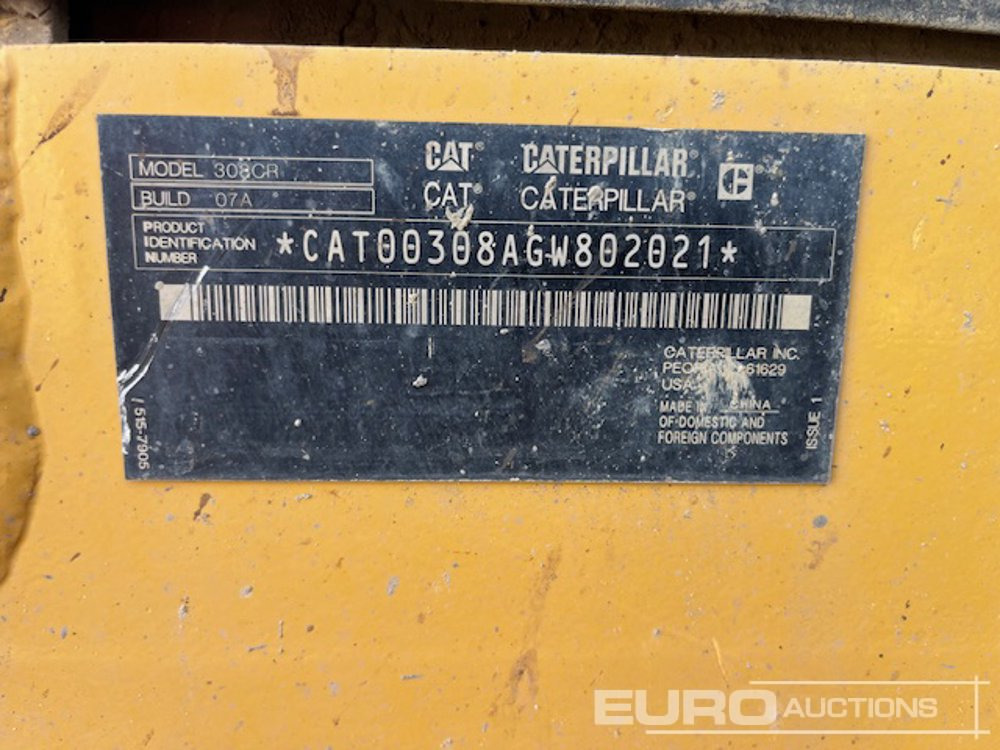 MODEL 308CR
BUILD 07A
CAT® CATERPILLAR®
CAT® CATERPILLAR®
PRODUCT IDENTIFICATION NUMBER *CAT00308AGW802021*
CATERPILLAR INC.
61629
USA
MADE IN CHINA
OF DOMESTIC AND
FOREIGN COMPONENTS
/ 515-7905
ISSUE 1
EURO AUCTIONS